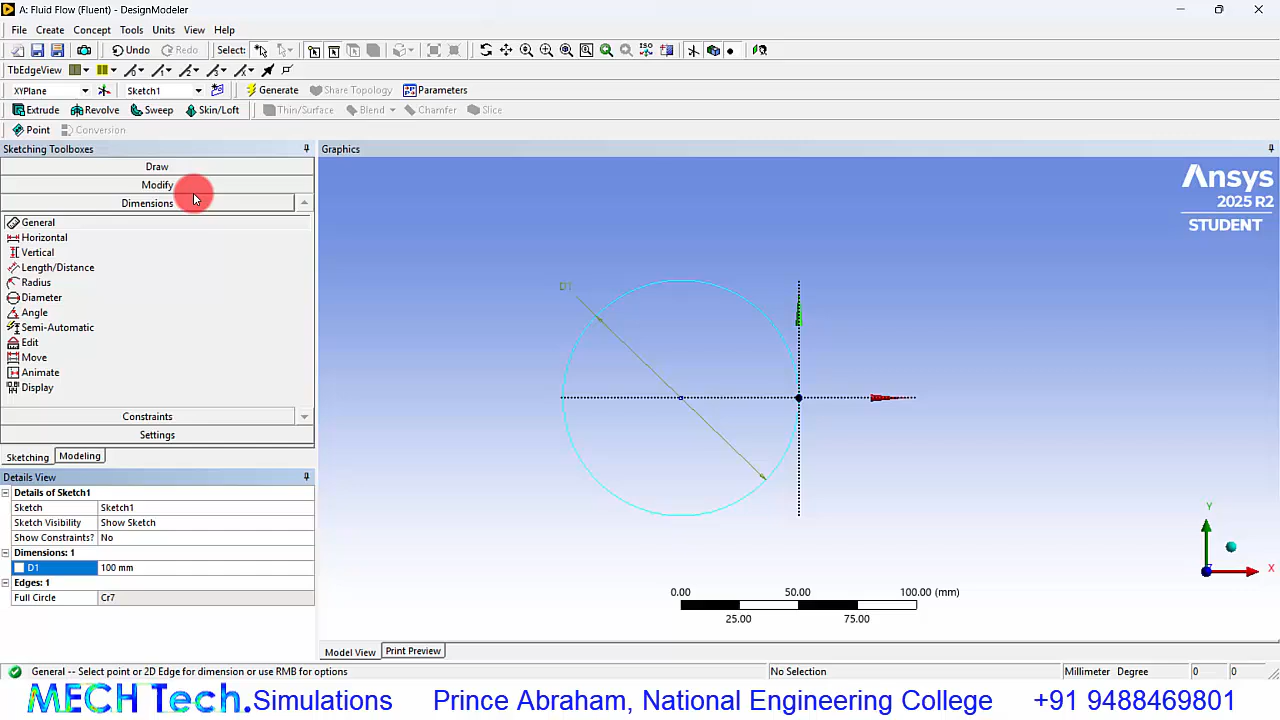 A: Fluid Flow (Fluent) - DesignModeler
File Create Concept Tools Units View Help
Undo Redo Select:
TbEdgeView
XYPlane Sketch1 Generate Share Topology Parameters
Extrude Revolve Sweep Skin/Loft Thin/Surface Blend Chamfer Slice
Point Conversion
Sketching Toolboxes
Draw
Modify
Dimensions
General
Horizontal
Vertical
Length/Distance
Radius
Diameter
Angle
Semi-Automatic
Edit
Move
Animate
Display
Constraints
Settings
Sketching Modeling
Details View
Details of Sketch1
Sketch Sketch1
Sketch Visibility Show Sketch
Show Constraints? No
Dimensions: 1
D1 100 mm
Edges: 1
Full Circle Cr7
Graphics
Ansys
2025 R2
STUDENT
D1
Y
X
0.00 50.00 100.00 (mm)
25.00 75.00
Model View Print Preview
General -- Select point or 2D Edge for dimension or use RMB for options No Selection Millimeter Degree 0 0
MECH Tech.Simulations Prince Abraham, National Engineering College +91 9488469801